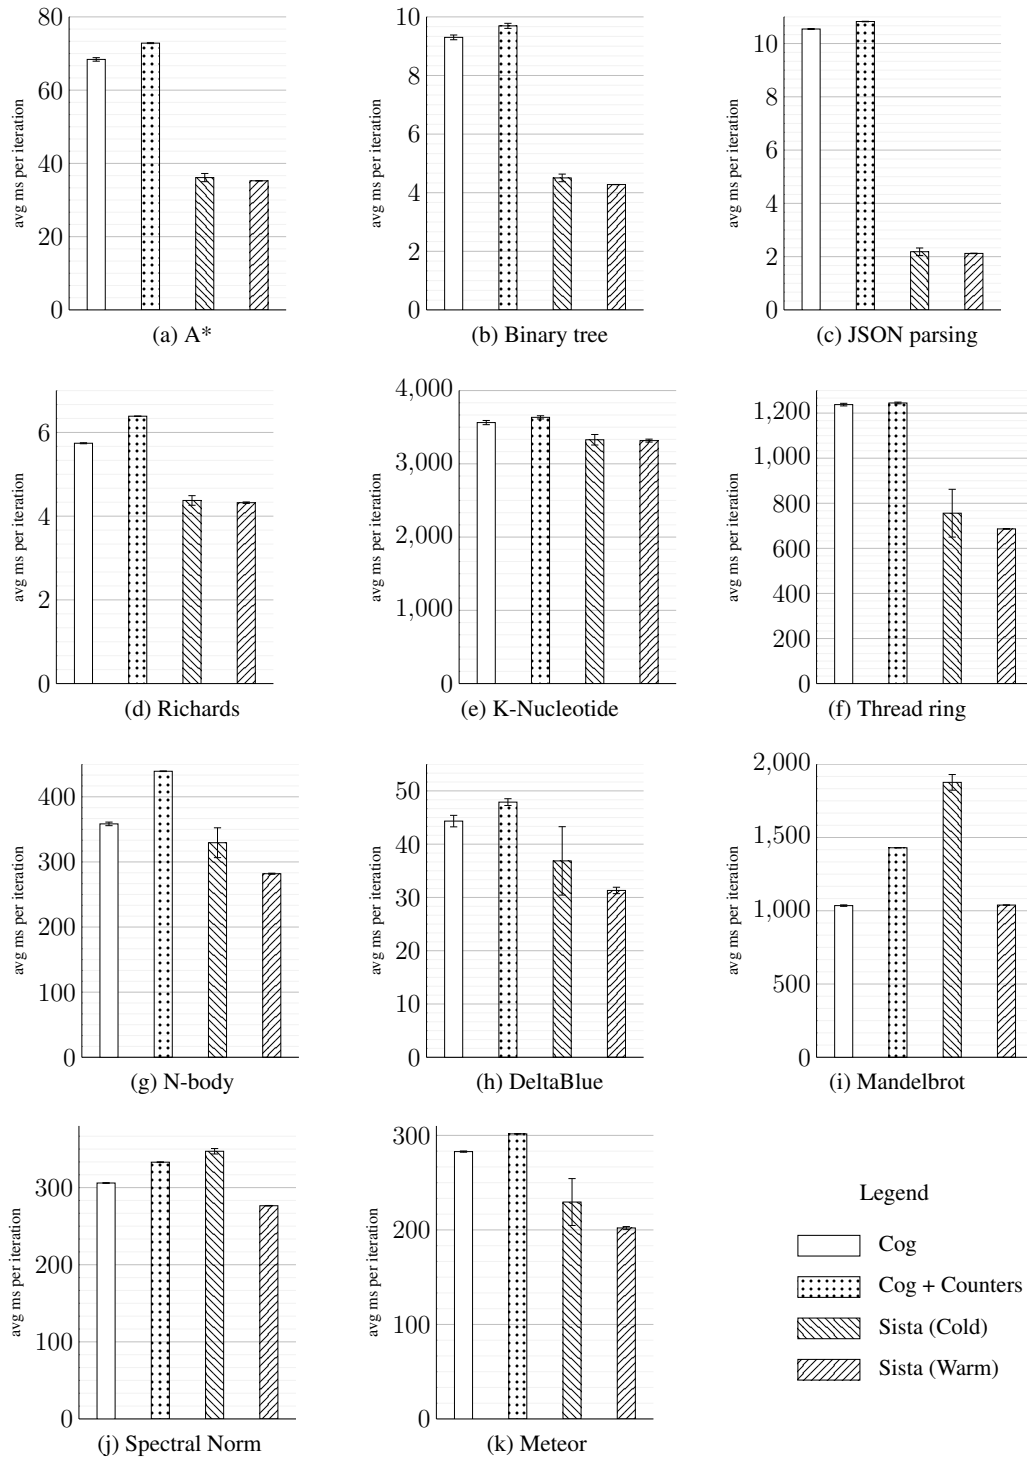 80
60
40
20
0
avg ms per iteration
(a) A*
10
8
6
4
2
0
avg ms per iteration
(b) Binary tree
10
8
6
4
2
0
avg ms per iteration
(c) JSON parsing
6
4
2
0
avg ms per iteration
(d) Richards
4,000
3,000
2,000
1,000
0
avg ms per iteration
(e) K-Nucleotide
1,200
1,000
800
600
400
200
0
avg ms per iteration
(f) Thread ring
400
300
200
100
0
avg ms per iteration
(g) N-body
50
40
30
20
10
0
avg ms per iteration
(h) DeltaBlue
2,000
1,500
1,000
500
0
avg ms per iteration
(i) Mandelbrot
300
200
100
0
avg ms per iteration
(j) Spectral Norm
300
200
100
0
avg ms per iteration
(k) Meteor
Legend
Cog
Cog + Counters
Sista (Cold)
Sista (Warm)